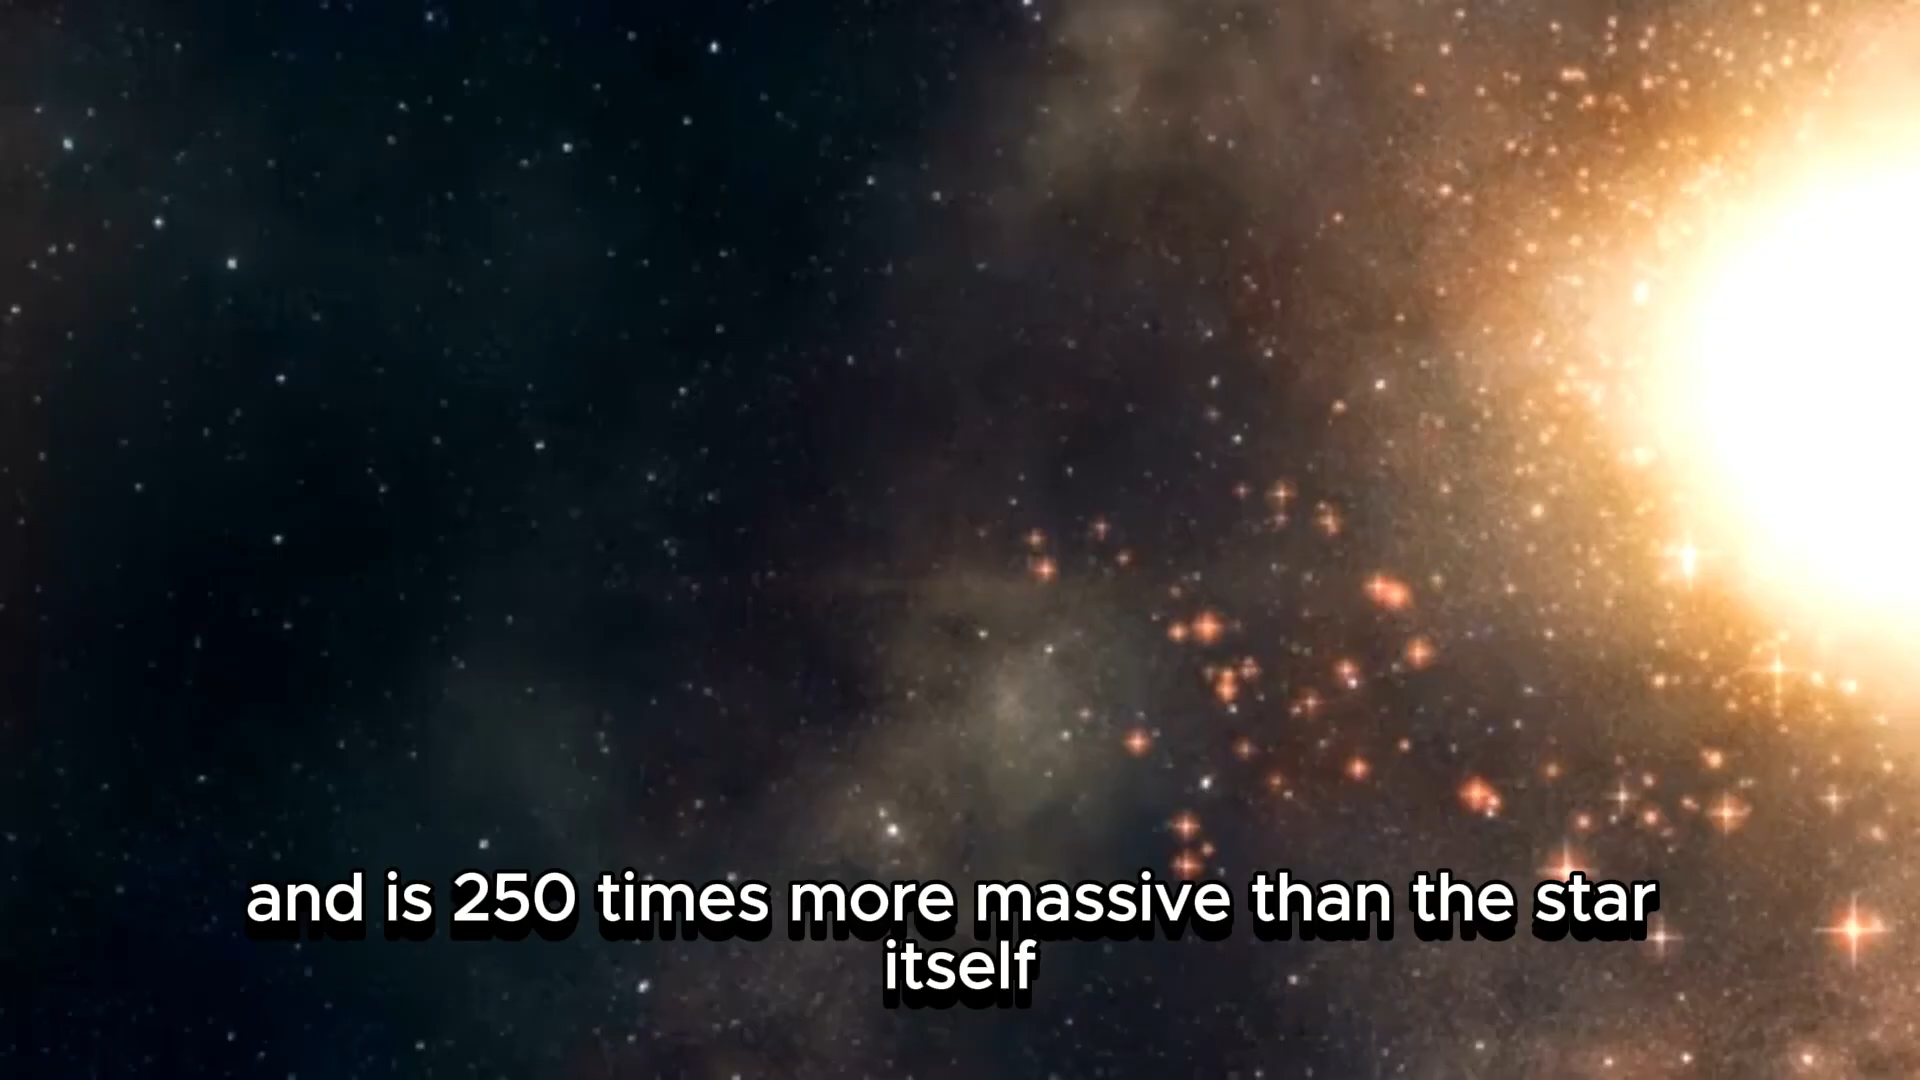 and is 250 times more massive than the star
itself